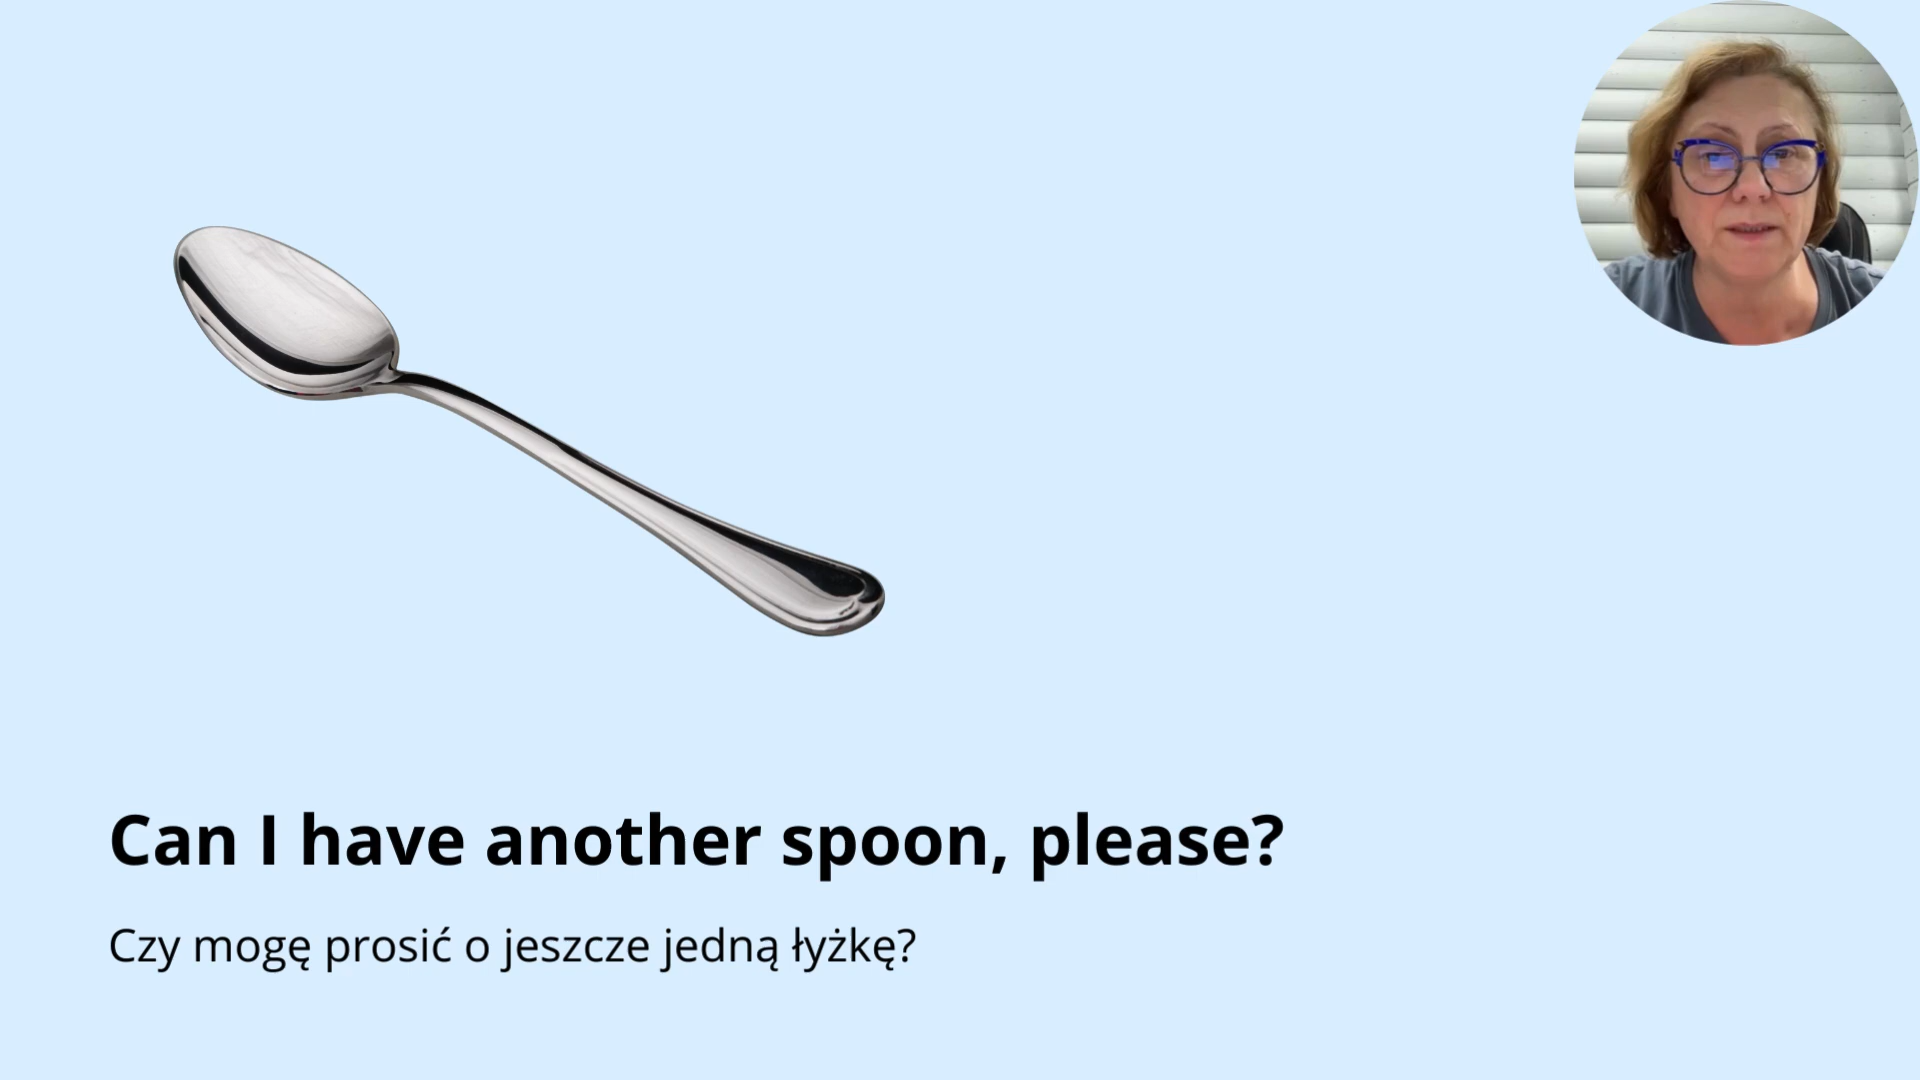 Can I have another spoon, please?
Czy mogę prosić o jeszcze jedną łyżkę?